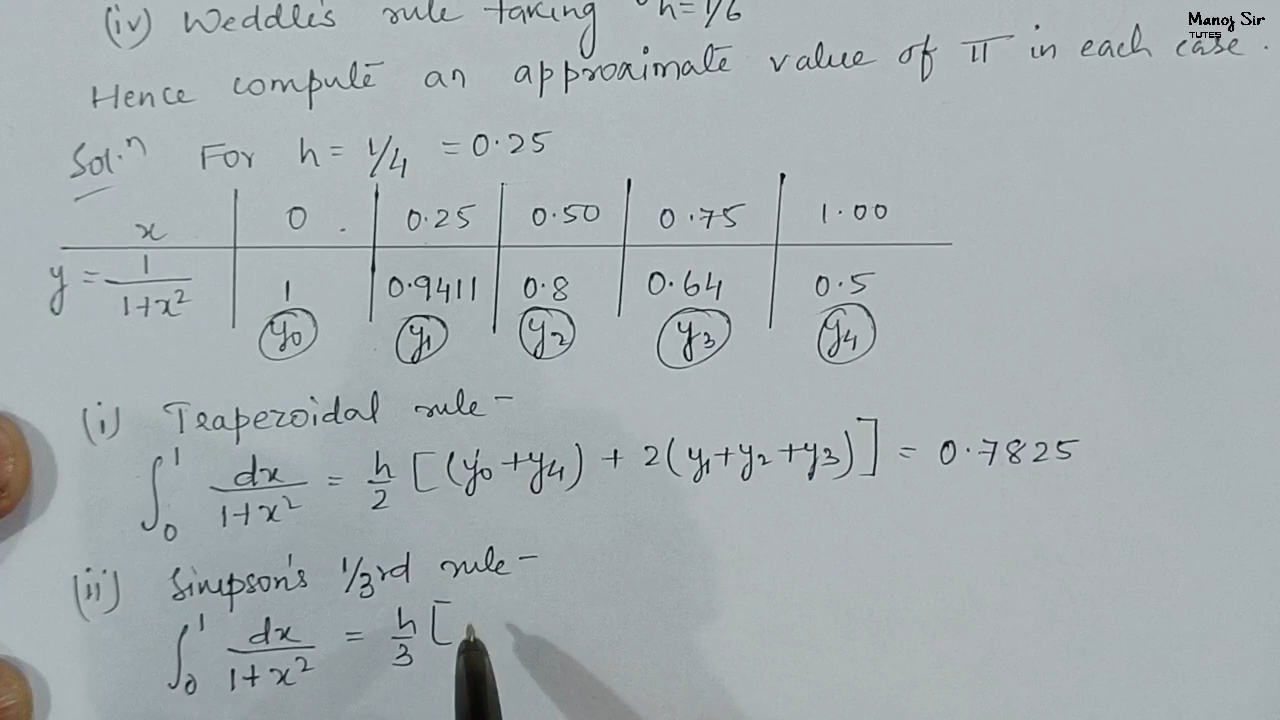 (iv) Weddle's rule taking h=1/6
Manoj Sir
TUTES
Hence compute an approximate value of π in each case.
Sol.ⁿ For h = 1/4 = 0.25
x | 0 . | 0.25 | 0.50 | 0.75 | 1.00
y = 1/(1+x²) | 1 | 0.9411 | 0.8 | 0.64 | 0.5
y₀ y₁ y₂ y₃ y₄
(i) Traperoidal rule -
∫₀¹ dx/(1+x²) = h/2 [(y₀+y₄) + 2(y₁+y₂+y₃)] = 0.7825
(ii) Simpson's 1/3rd rule -
∫₀¹ dx/(1+x²) = h/3 [